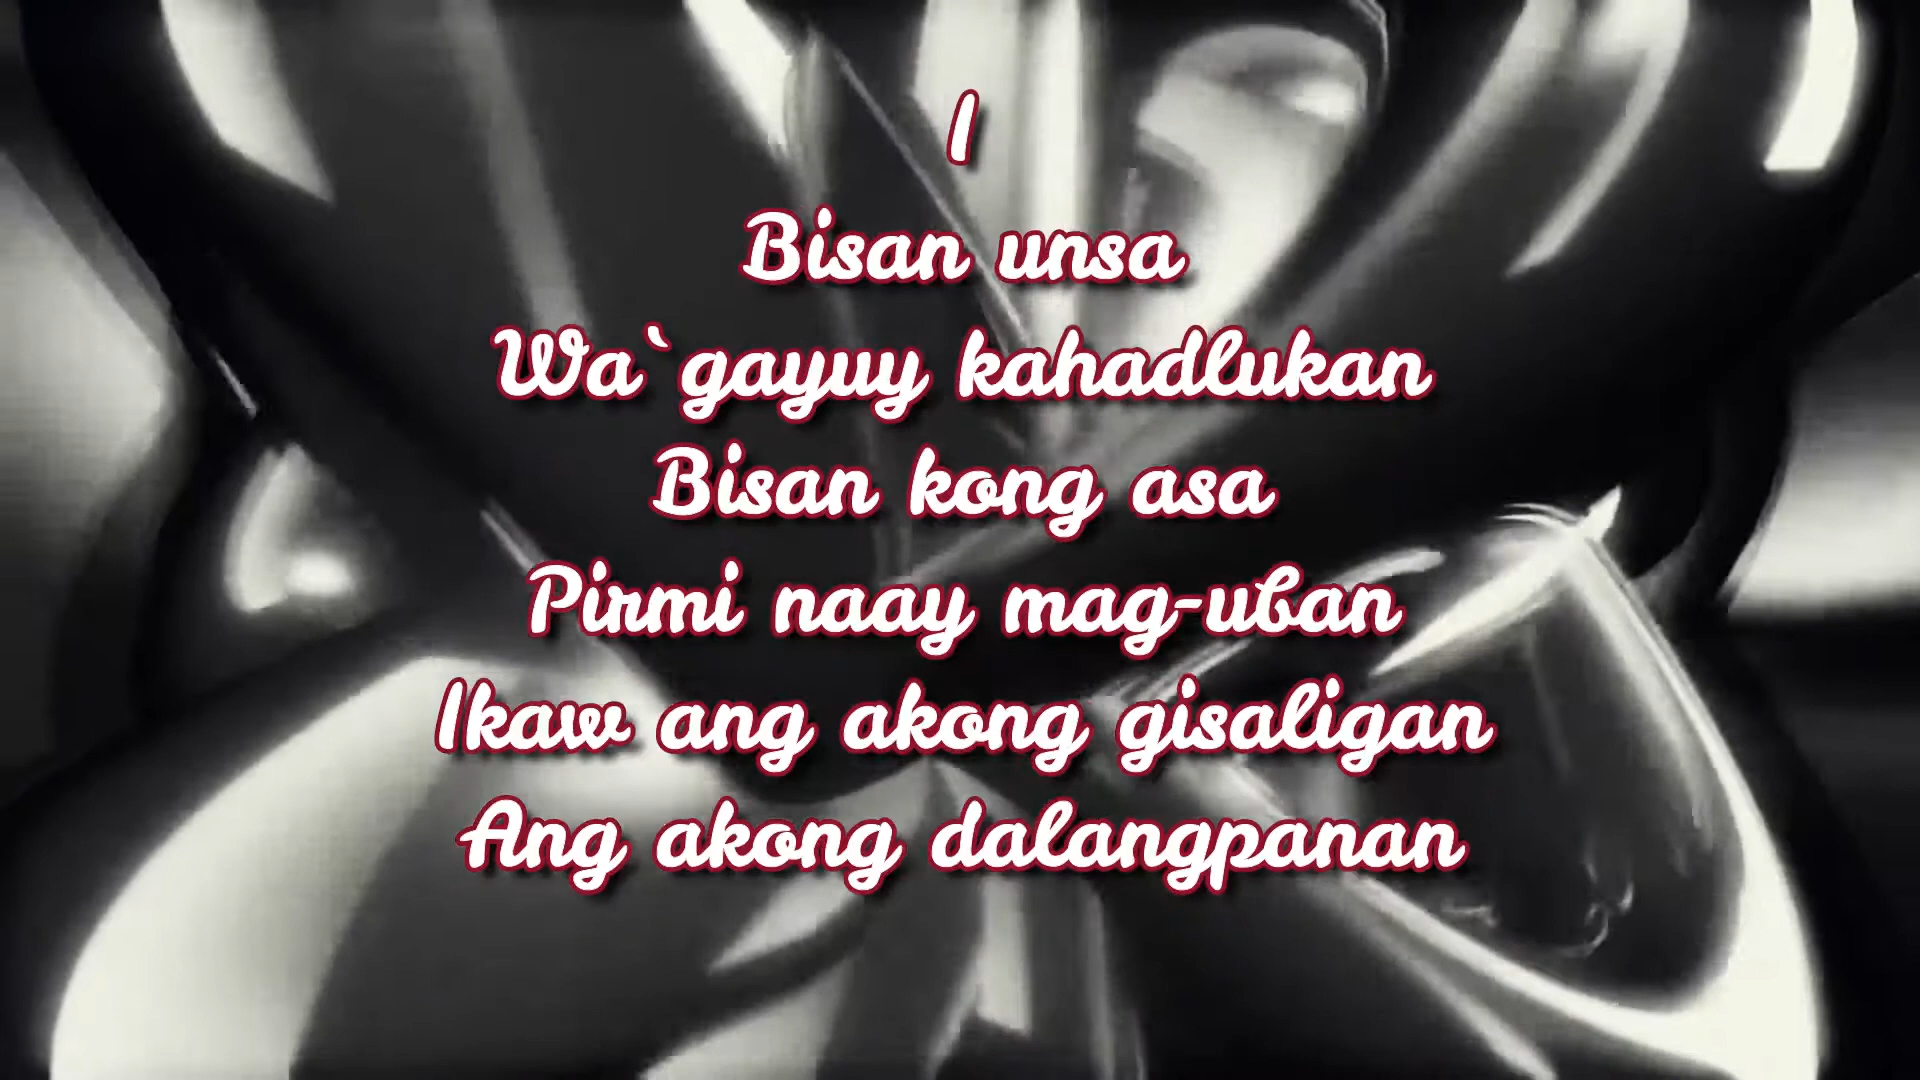 I
Bisan unsa
Wa`gayuy kahadlukan
Bisan kong asa
Pirmi naay mag-uban
Ikaw ang akong gisaligan
Ang akong dalangpanan